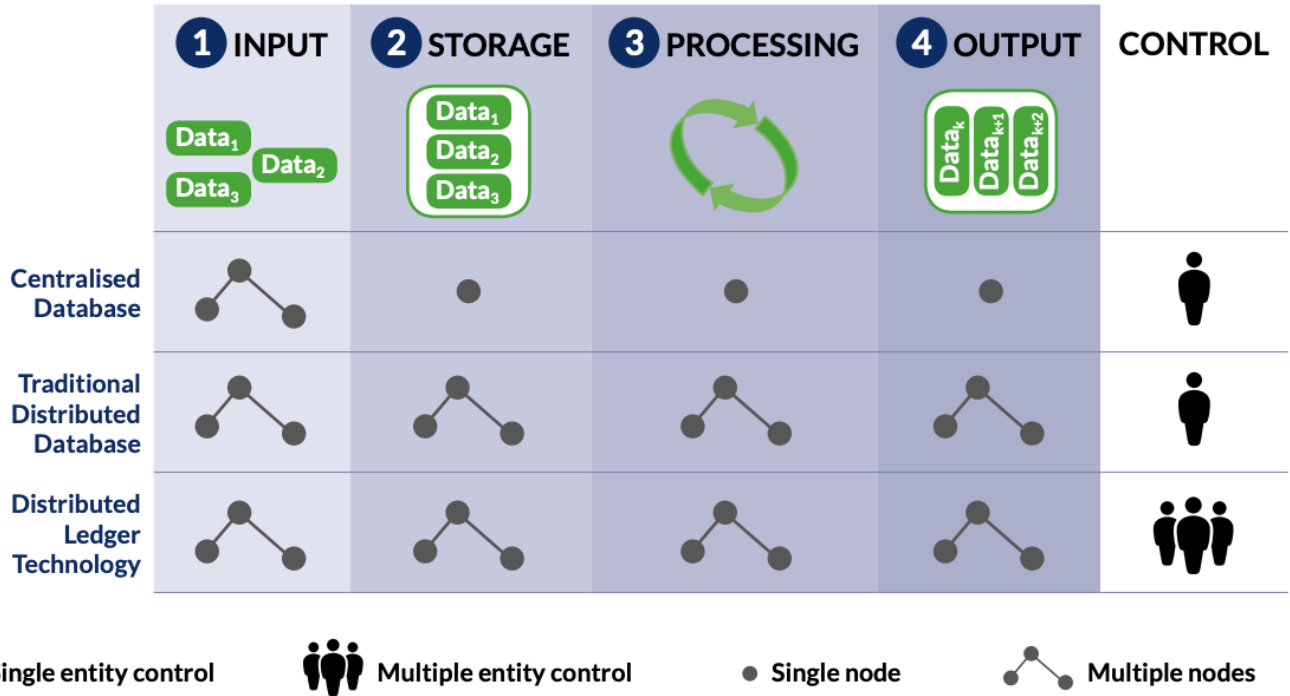 1 INPUT
2 STORAGE
3 PROCESSING
4 OUTPUT
CONTROL
Data₁
Data₂
Data₃
Data₁
Data₂
Data₃
Dataₖ
Dataₖ₊₁
Dataₖ₊₂
Centralised
Database
Traditional
Distributed
Database
Distributed
Ledger
Technology
ingle entity control
Multiple entity control
Single node
Multiple nodes